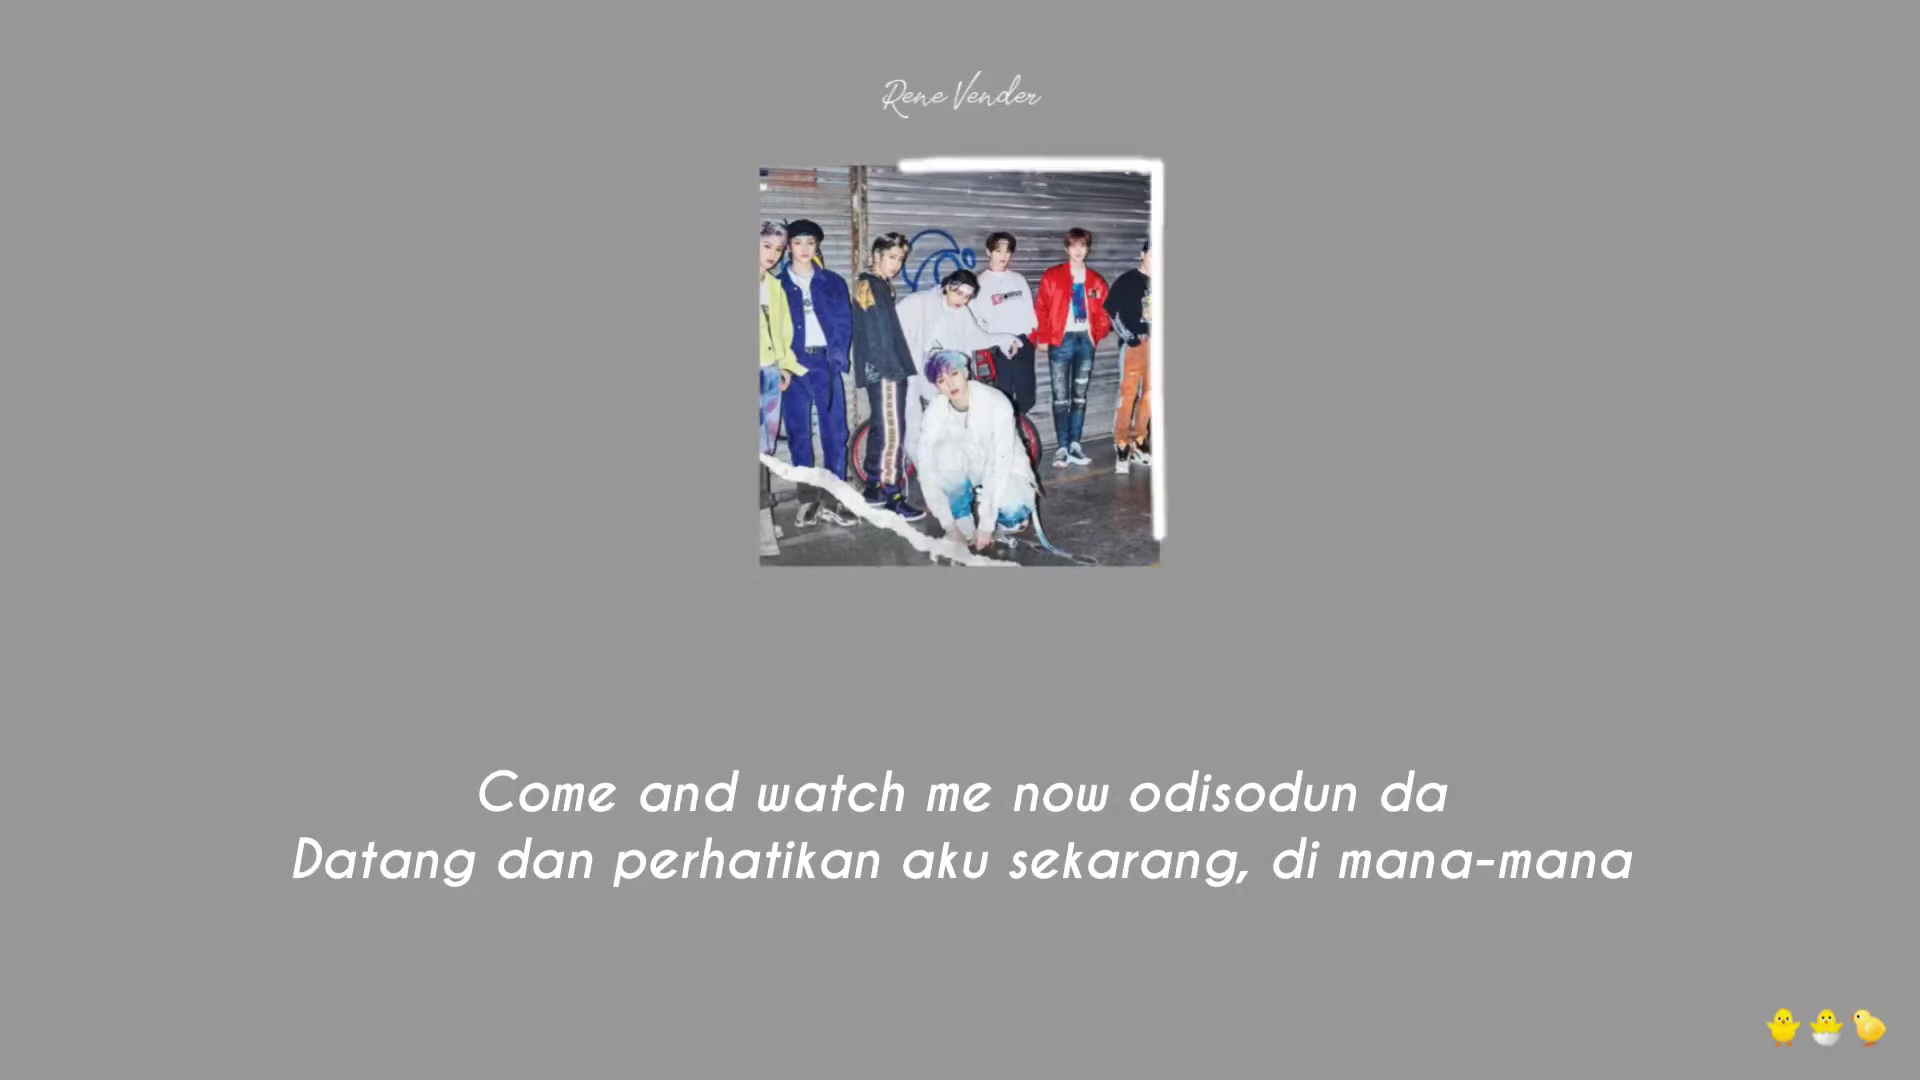 Rene Vender
Come and watch me now odisodun da
Datang dan perhatikan aku sekarang, di mana-mana